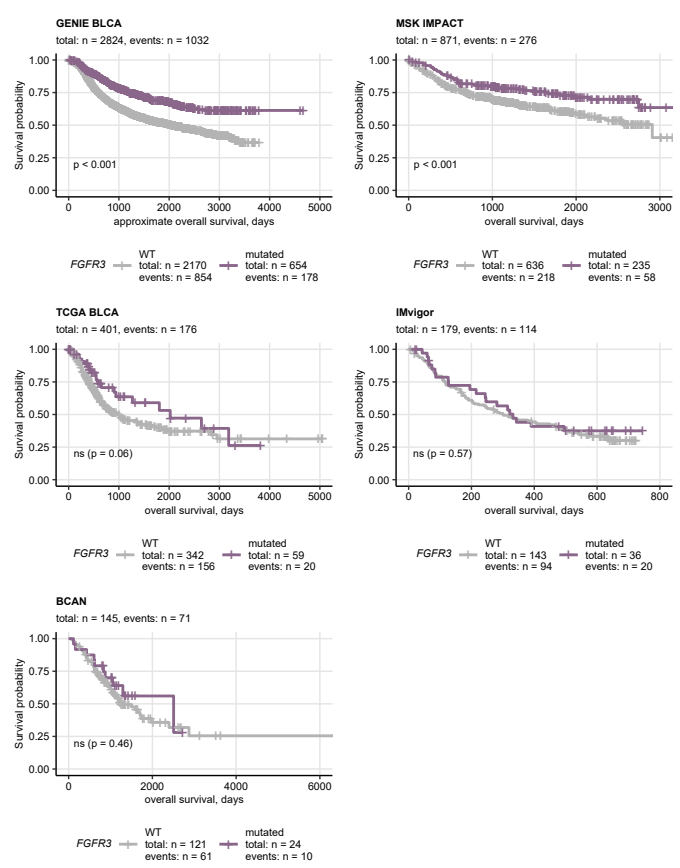 GENIE BLCA
total: n = 2824, events: n = 1032
Survival probability
1.00
0.75
0.50
0.25
0.00
p < 0.001
0 1000 2000 3000 4000 5000
approximate overall survival, days
FGFR3
WT
total: n = 2170
events: n = 854
mutated
total: n = 654
events: n = 178
MSK IMPACT
total: n = 871, events: n = 276
Survival probability
1.00
0.75
0.50
0.25
0.00
p < 0.001
0 1000 2000 3000
overall survival, days
FGFR3
WT
total: n = 636
events: n = 218
mutated
total: n = 235
events: n = 58
TCGA BLCA
total: n = 401, events: n = 176
Survival probability
1.00
0.75
0.50
0.25
0.00
ns (p = 0.06)
0 1000 2000 3000 4000 5000
overall survival, days
FGFR3
WT
total: n = 342
events: n = 156
mutated
total: n = 59
events: n = 20
IMvigor
total: n = 179, events: n = 114
Survival probability
1.00
0.75
0.50
0.25
0.00
ns (p = 0.57)
0 200 400 600 800
overall survival, days
FGFR3
WT
total: n = 143
events: n = 94
mutated
total: n = 36
events: n = 20
BCAN
total: n = 145, events: n = 71
Survival probability
1.00
0.75
0.50
0.25
0.00
ns (p = 0.46)
0 2000 4000 6000
overall survival, days
FGFR3
WT
total: n = 121
events: n = 61
mutated
total: n = 24
events: n = 10